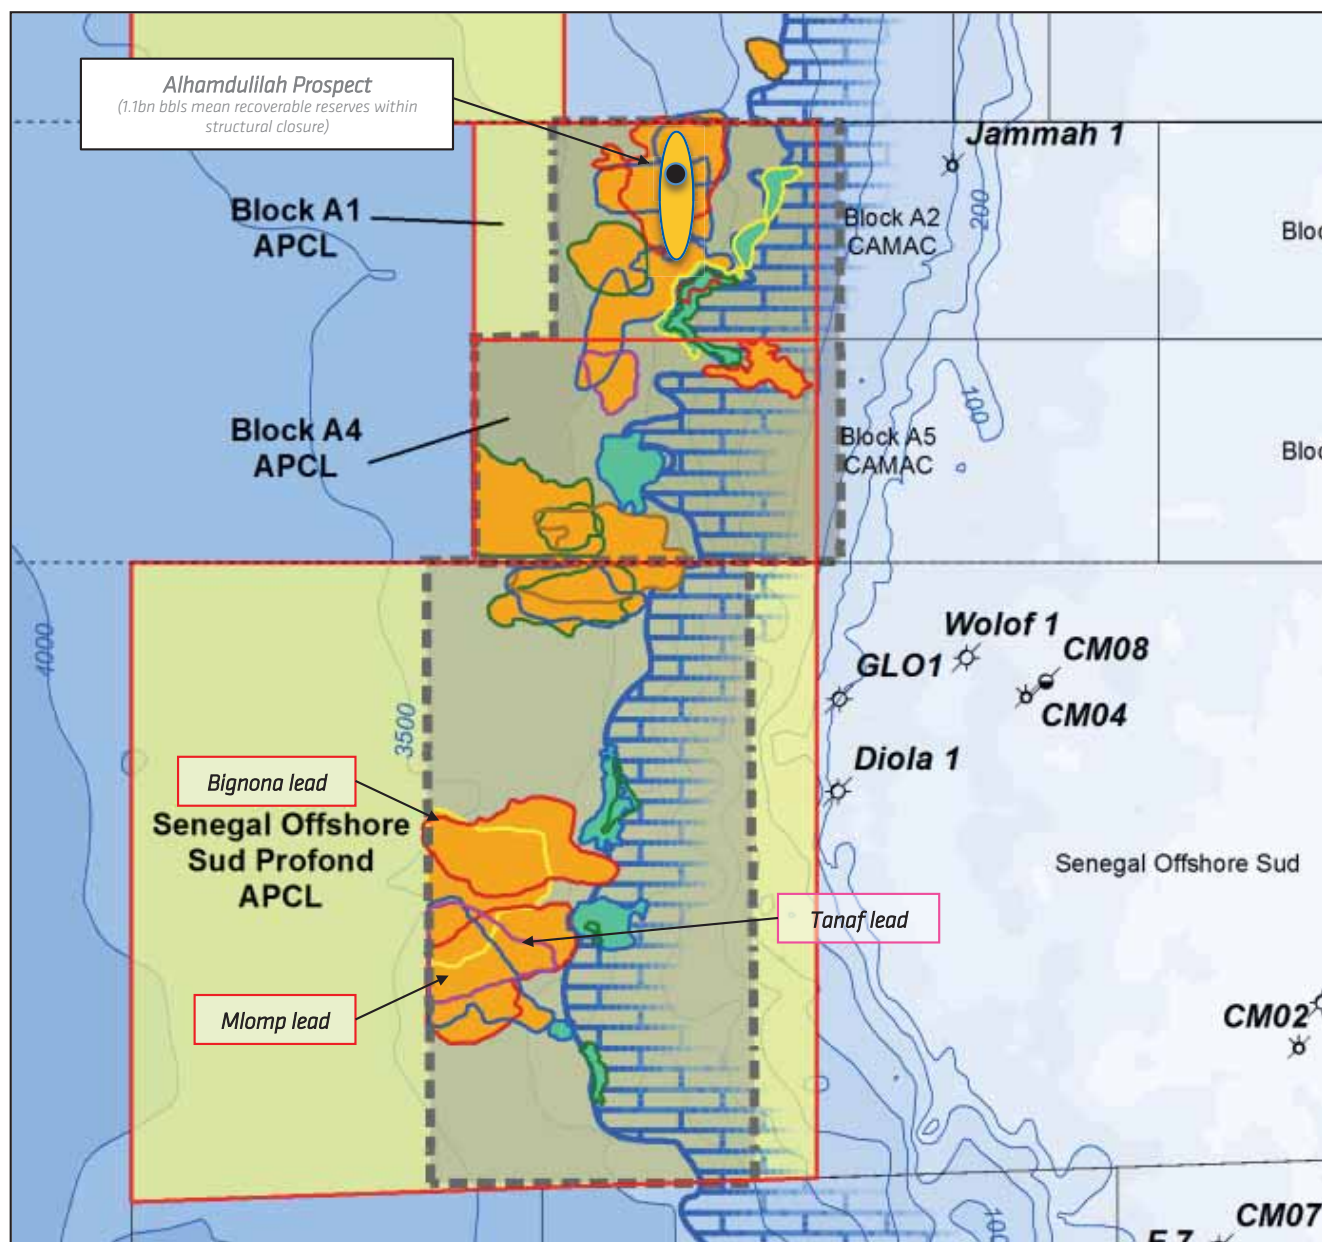 Alhamdulilah Prospect
(1.1bn bbls mean recoverable reserves within
structural closure)
Jammah 1
Block A1
APCL
Block A2
CAMAC
200
Block A4
APCL
100
Block A5
CAMAC
4000
3500
Wolof 1
CM08
GLO1
CM04
Diola 1
Bignona lead
Senegal Offshore
Sud Profond
APCL
Senegal Offshore Sud
Tanaf lead
Mlomp lead
CM02
CM07